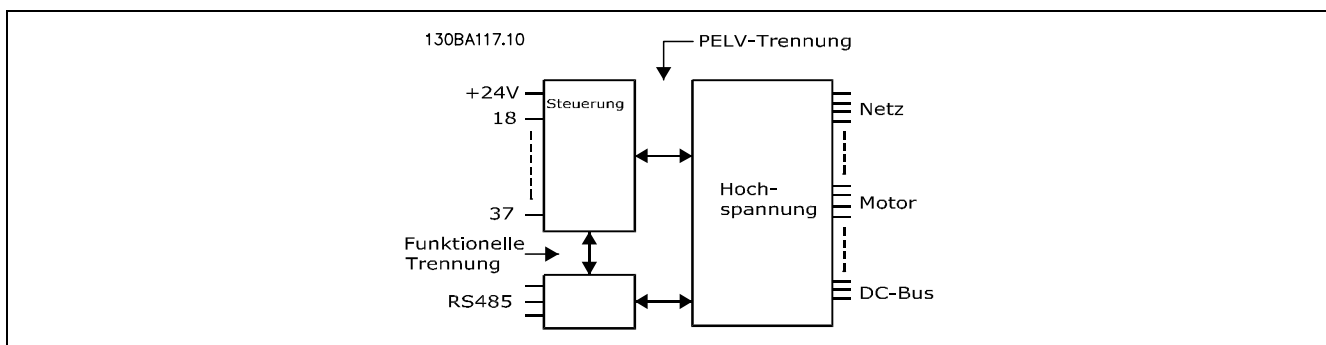 130BA117.10
PELV-Trennung
+24V
Steuerung
18
37
Funktionelle
Trennung
RS485
Hoch-
spannung
Netz
Motor
DC-Bus